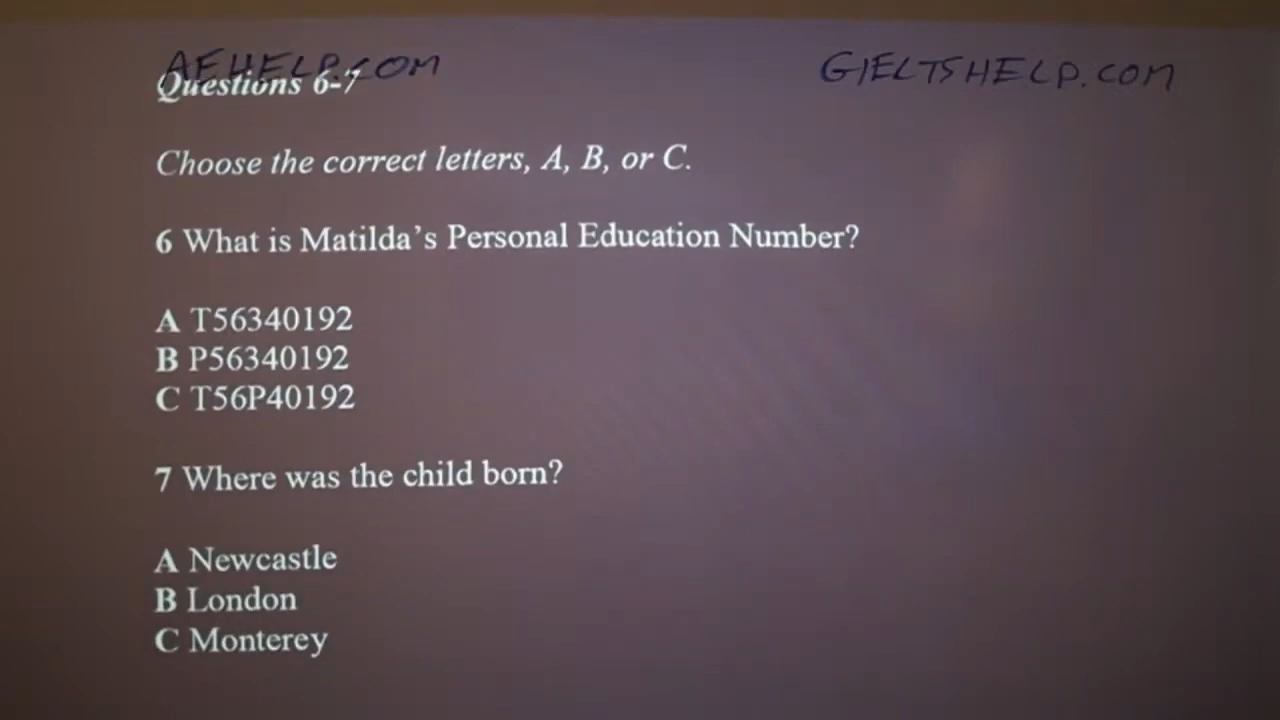 AEHELP.COM
GIELTSHELP.COM
Questions 6-7
Choose the correct letters, A, B, or C.
6 What is Matilda's Personal Education Number?
A T56340192
B P56340192
C T56P40192
7 Where was the child born?
A Newcastle
B London
C Monterey